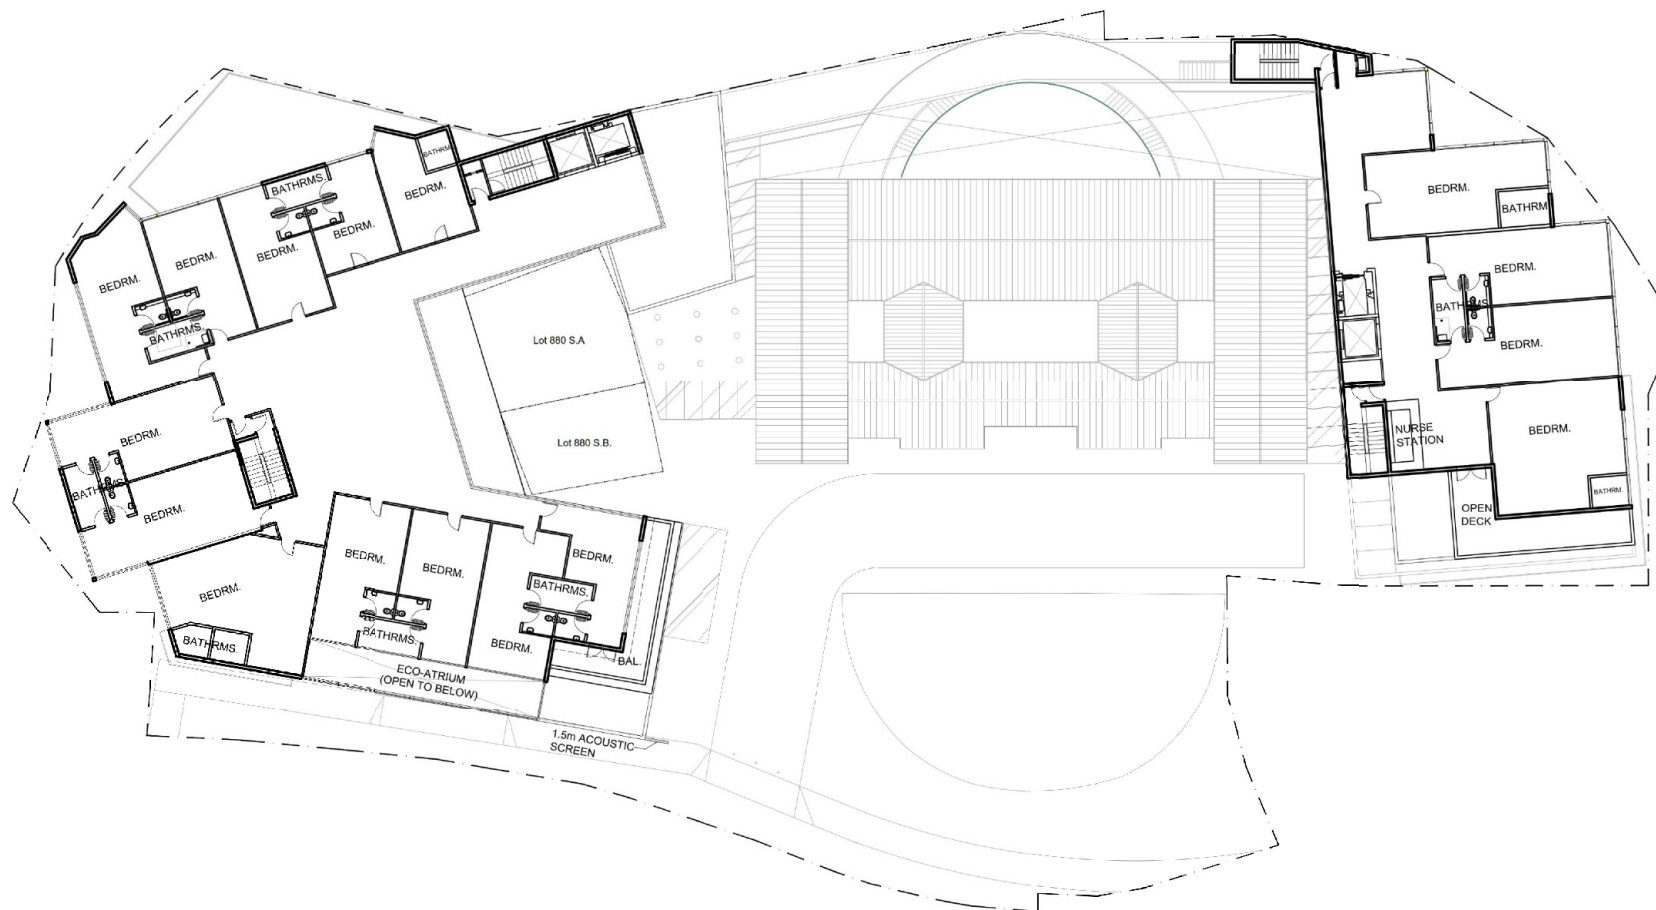 BATHRM.
BEDRM.
BATHRMS.
BEDRM.
BEDRM.
BEDRM.
BEDRM.
BATHRMS.
BEDRM.
BEDRM.
BATHRMS
BEDRM.
BEDRM.
BATHRMS.
Lot 880 S.A
Lot 880 S.B.
BEDRM.
BEDRM.
BEDRM.
BATHRMS.
BATHRMS.
BEDRM.
BAL.
ECO-ATRIUM
(OPEN TO BELOW)
1.5m ACOUSTIC
SCREEN
BEDRM.
BATHRM
BEDRM.
BATHRMS
BEDRM.
NURSE
STATION
BEDRM.
BATHRM.
OPEN
DECK